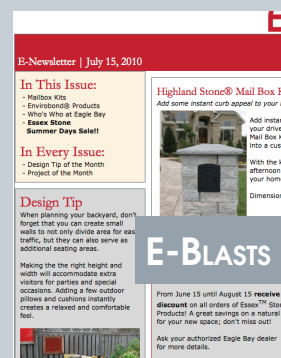 E-Newsletter | July 15, 2010
In This Issue:
- Mailbox Kits
- Envirobond® Products
- Who's Who at Eagle Bay
- Essex Stone
Summer Days Sale!!
In Every Issue:
- Design Tip of the Month
- Project of the Month
Design Tip
When planning your backyard, don't
forget that you can create small
walls to not only divide area for eas
traffic, but they can also serve as
additional seating areas.
Making the the right height and
width will accommodate extra
visitors for parties and special
occasions. Adding a few outdoor
pillows and cushions instantly
creates a relaxed and comfortable
feel.
Highland Stone® Mail Box K
Add some instant curb appeal to your
Add instan
your drive
Mail Box K
into a cus
With the k
afternoon
your hom
Dimensio
E-Blasts
From June 15 until August 15 receive
discount on all orders of Essex™ Sto
Products! A great savings on a natural
for your new space; don't miss out!
Ask your authorized Eagle Bay dealer
for more details.